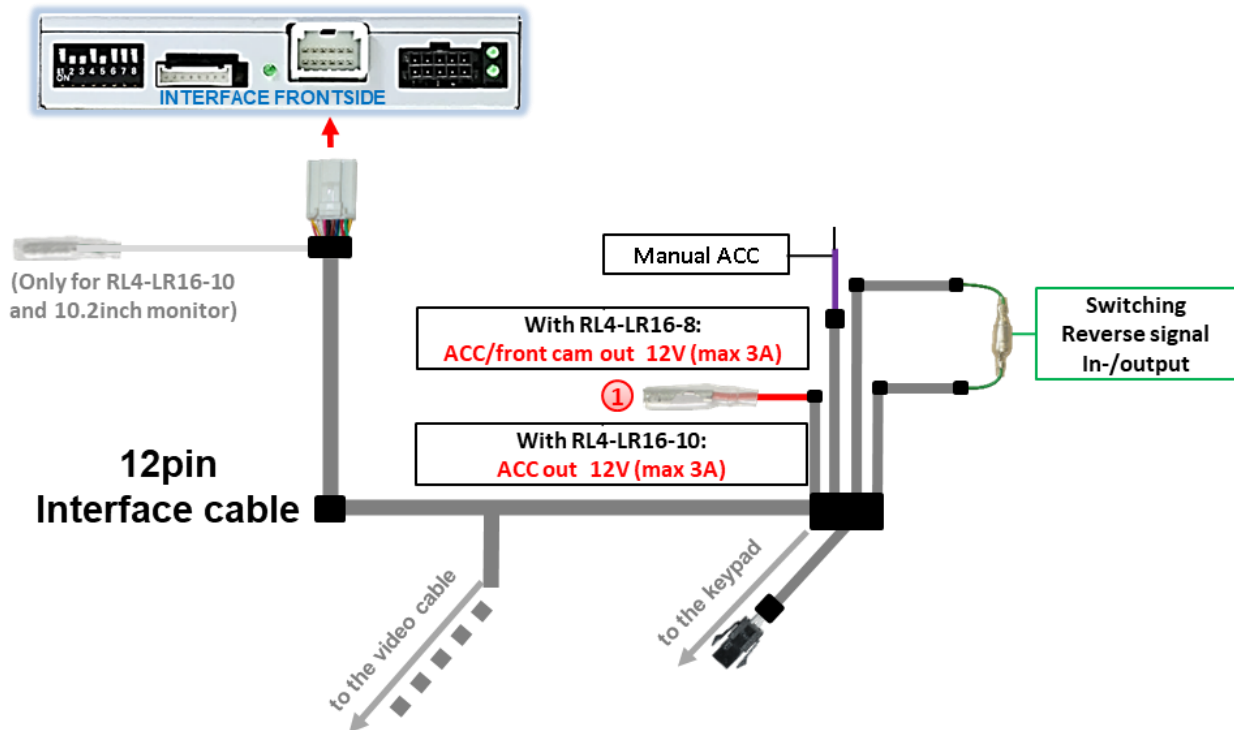 ON
1 2 3 4 5 6 7 8
INTERFACE FRONTSIDE
(Only for RL4-LR16-10
and 10.2inch monitor)
Manual ACC
With RL4-LR16-8:
ACC/front cam out 12V (max 3A)
1
With RL4-LR16-10:
ACC out 12V (max 3A)
Switching
Reverse signal
In-/output
12pin
Interface cable
to the video cable
to the keypad